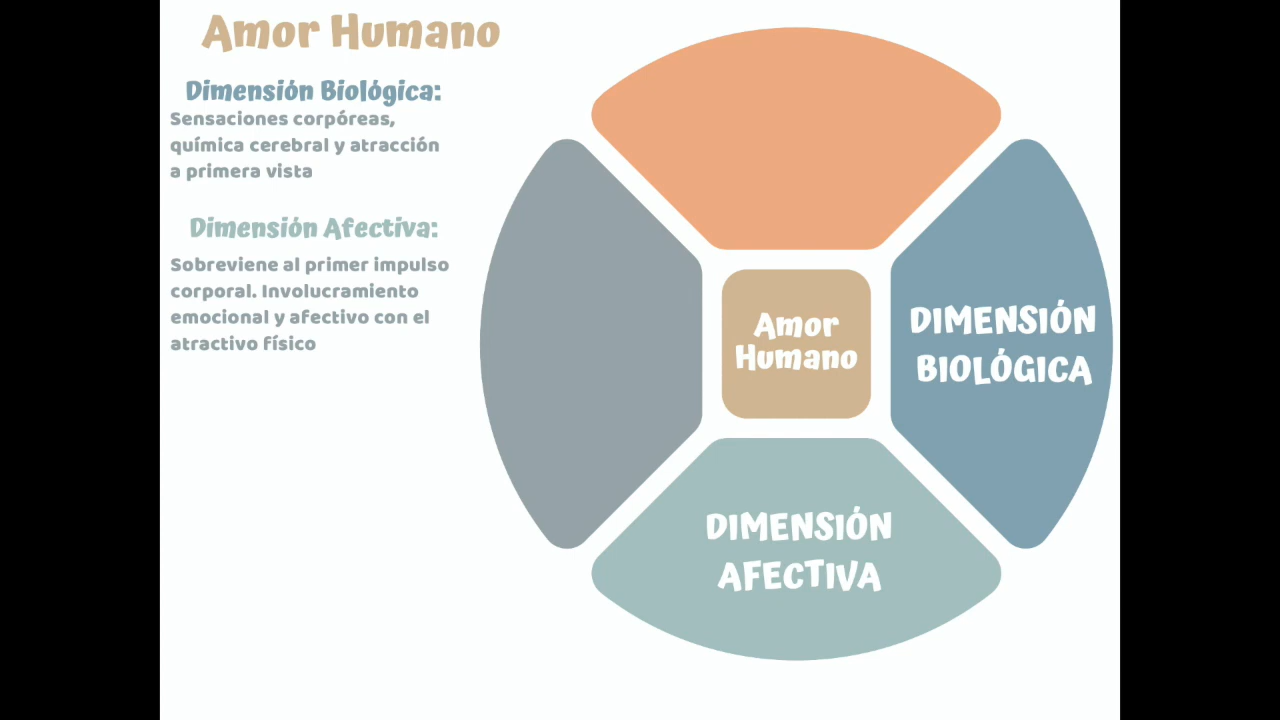 Amor Humano
Dimensión Biológica:
Sensaciones corpóreas,
química cerebral y atracción
a primera vista
Dimensión Afectiva:
Sobreviene al primer impulso
corporal. Involucramiento
emocional y afectivo con el
atractivo físico
Amor
Humano
DIMENSIÓN
BIOLÓGICA
DIMENSIÓN
AFECTIVA